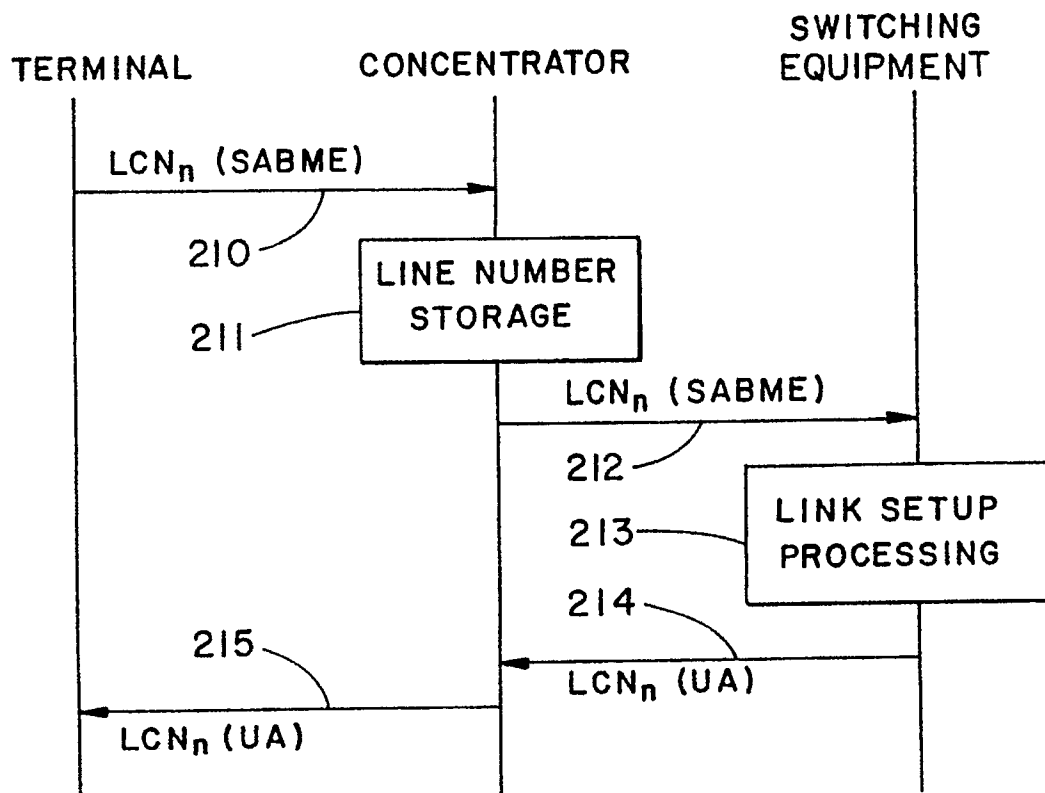 TERMINAL
CONCENTRATOR
SWITCHING
EQUIPMENT
LCNn (SABME)
210
LINE NUMBER
STORAGE
211
LCNn (SABME)
212
LINK SETUP
PROCESSING
213
214
LCNn (UA)
215
LCNn (UA)